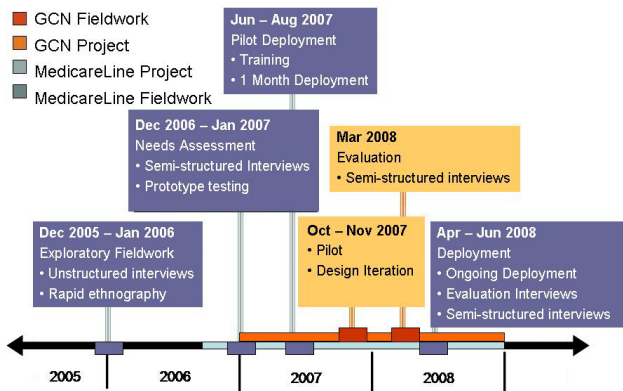 GCN Fieldwork
GCN Project
MedicareLine Project
MedicareLine Fieldwork
Jun – Aug 2007
Pilot Deployment
• Training
• 1 Month Deployment
Dec 2006 – Jan 2007
Needs Assessment
• Semi-structured Interviews
• Prototype testing
Mar 2008
Evaluation
• Semi-structured interviews
Dec 2005 – Jan 2006
Exploratory Fieldwork
• Unstructured interviews
• Rapid ethnography
Oct – Nov 2007
• Pilot
• Design Iteration
Apr – Jun 2008
Deployment
• Ongoing Deployment
• Evaluation Interviews
• Semi-structured interviews
2005
2006
2007
2008